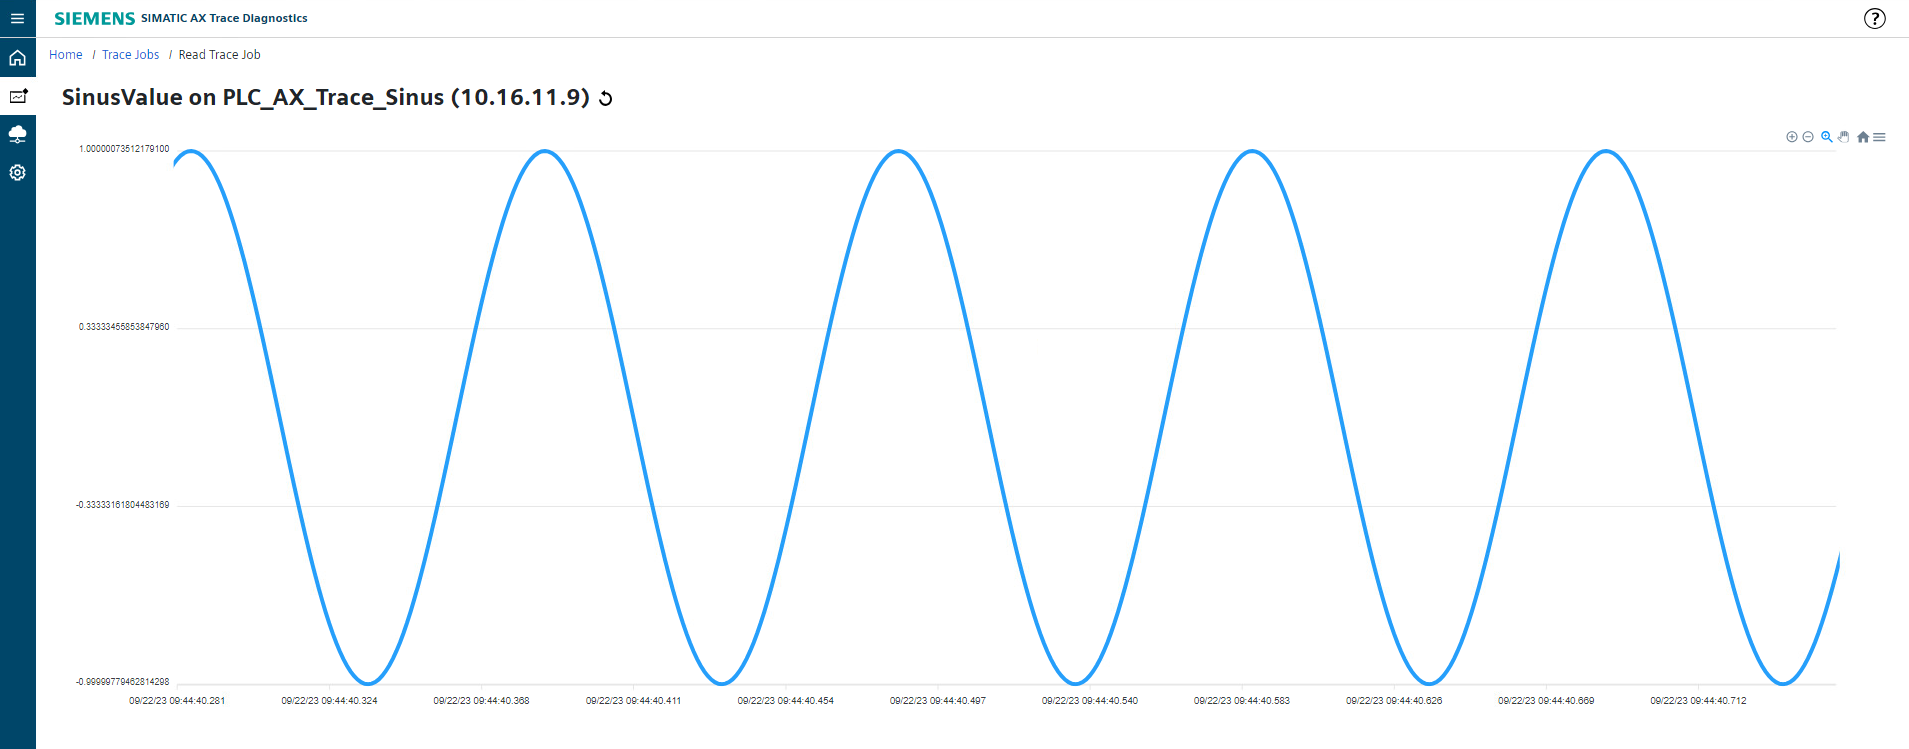 SIEMENS SIMATIC AX Trace Diagnostics
Home / Trace Jobs / Read Trace Job
SinusValue on PLC_AX_Trace_Sinus (10.16.11.9)
1.00000073512179100
0.33333456853847960
-0.33333161804483169
-0.99999779462814298
09/22/23 09:44:40.281 09/22/23 09:44:40.324 09/22/23 09:44:40.368 09/22/23 09:44:40.411 09/22/23 09:44:40.454 09/22/23 09:44:40.497 09/22/23 09:44:40.540 09/22/23 09:44:40.583 09/22/23 09:44:40.626 09/22/23 09:44:40.669 09/22/23 09:44:40.712